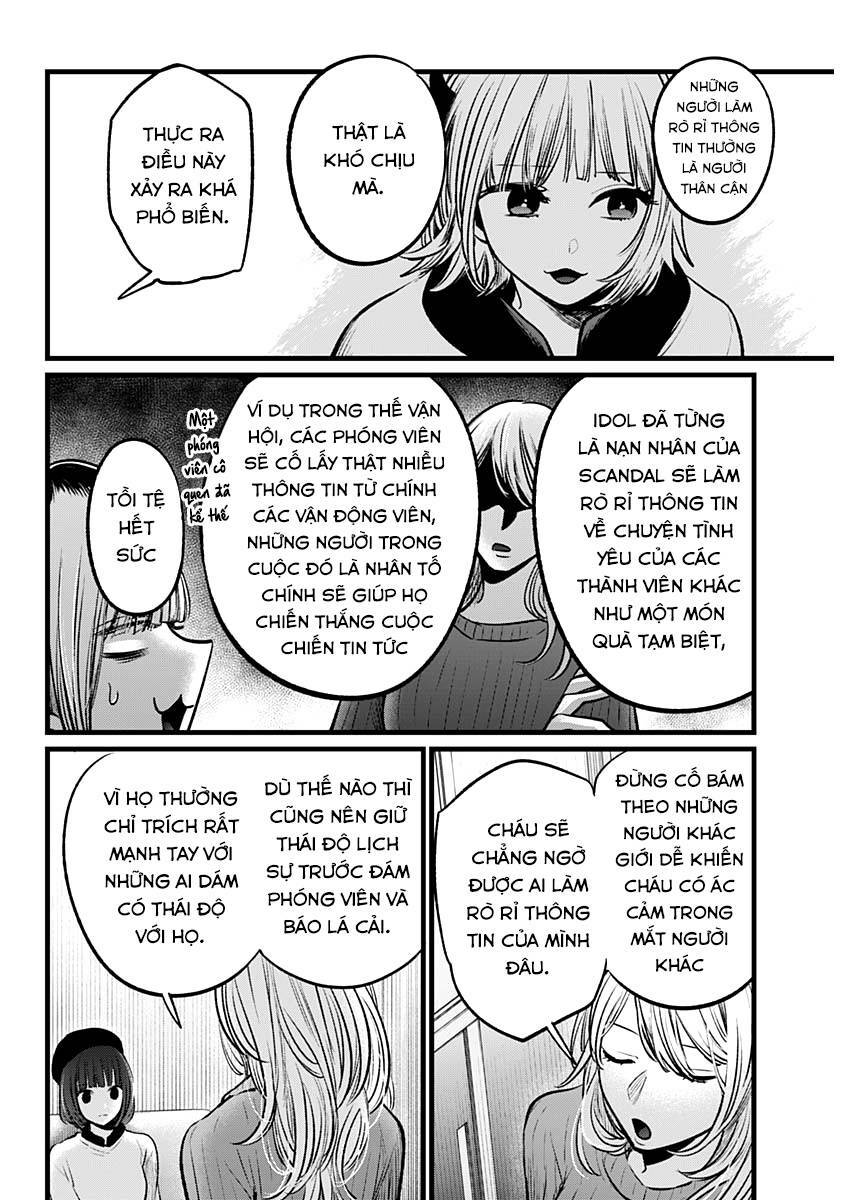 NHỮNG
NGƯỜI LÀM
RÒ RỈ THÔNG
TIN THƯỜNG
LÀ NGƯỜI
THÂN CẬN
THẬT LÀ
KHÓ CHỊU
MÀ.
THỰC RA
ĐIỀU NÀY
XẢY RA KHÁ
PHỔ BIẾN.
IDOL ĐÃ TỪNG
LÀ NẠN NHÂN CỦA
SCANDAL SẼ LÀM
RÒ RỈ THÔNG TIN
VỀ CHUYỆN TÌNH
YÊU CỦA CÁC
THÀNH VIÊN KHÁC
NHƯ MỘT MÓN
QUÀ TẠM BIỆT,
VÍ DỤ TRONG THẾ VẬN
HỘI, CÁC PHÓNG VIÊN
SẼ CỐ LẤY THẬT NHIỀU
THÔNG TIN TỪ CHÍNH
CÁC VẬN ĐỘNG VIÊN,
NHỮNG NGƯỜI TRONG
CUỘC ĐÓ LÀ NHÂN TỐ
CHÍNH SẼ GIÚP HỌ
CHIẾN THẮNG CUỘC
CHIẾN TIN TỨC
Một
phóng
viên cô
quen đã
kể thế
TỒI TỆ
HẾT
SỨC
ĐỪNG CỐ BÁM
THEO NHỮNG
NGƯỜI KHÁC
GIỚI DỄ KHIẾN
CHÁU CÓ ÁC
CẢM TRONG
MẮT NGƯỜI
KHÁC
CHÁU SẼ
CHẲNG NGỜ
ĐƯỢC AI LÀM
RÒ RỈ THÔNG
TIN CỦA MÌNH
ĐÂU.
DÙ THẾ NÀO THÌ
CŨNG NÊN GIỮ
THÁI ĐỘ LỊCH
SỰ TRƯỚC ĐÁM
PHÓNG VIÊN VÀ
BÁO LÁ CẢI.
VÌ HỌ THƯỜNG
CHỈ TRÍCH RẤT
MẠNH TAY VỚI
NHỮNG AI DÁM
CÓ THÁI ĐỘ
VỚI HỌ.